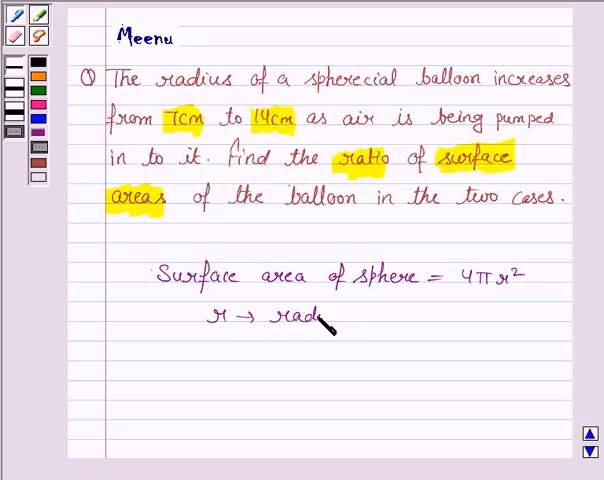 Meenu
Q The radius of a spherecial balloon increases
from 7cm to 14cm as air is being pumped
in to it. Find the ratio of surface
areas of the balloon in the two cases.
Surface area of sphere = 4πr²
r → rad